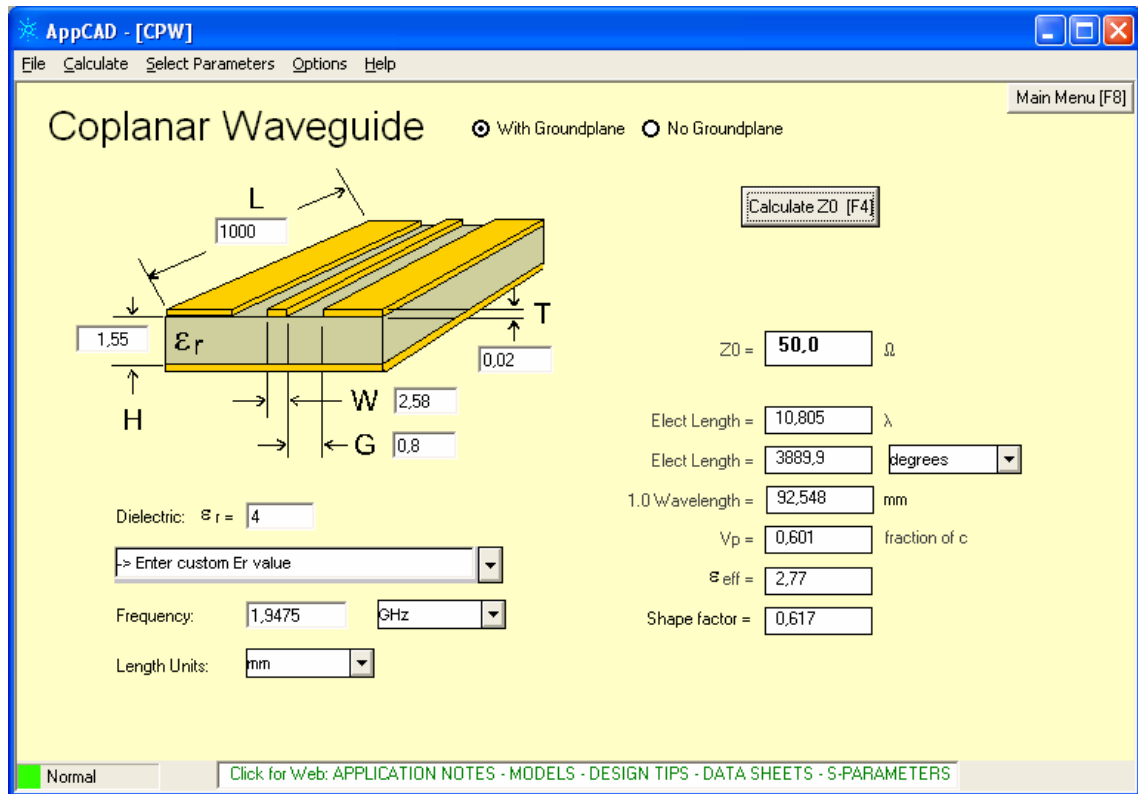 AppCAD - [CPW]
File Calculate Select Parameters Options Help
Main Menu [F8]
Coplanar Waveguide
With Groundplane
No Groundplane
Calculate Z0 [F4]
L
1000
1,55
H
εr
T
0,02
W 2,58
G 0,8
Z0 = 50,0 Ω
Elect Length = 10,805 λ
Elect Length = 3889,9 degrees
1.0 Wavelength = 92,548 mm
Vp = 0,601 fraction of c
εeff = 2,77
Shape factor = 0,617
Dielectric: εr = 4
-> Enter custom Er value
Frequency: 1,9475 GHz
Length Units: mm
Normal
Click for Web: APPLICATION NOTES - MODELS - DESIGN TIPS - DATA SHEETS - S-PARAMETERS